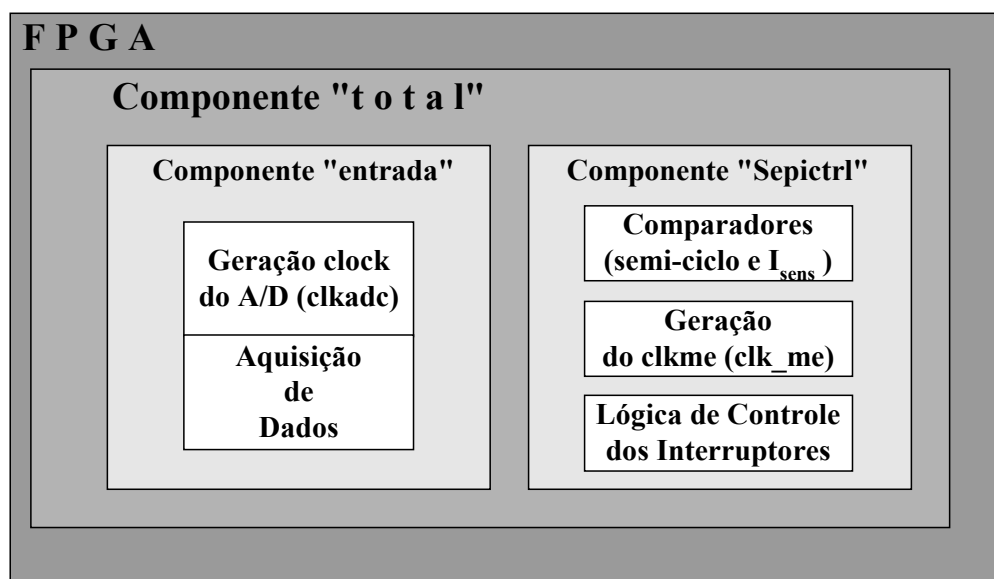 F P G A
Componente "t o t a l"
Componente "entrada"
Geração clock
do A/D (clkadc)
Aquisição
de
Dados
Componente "Sepictrl"
Comparadores
(semi-ciclo e I_sens )
Geração
do clkme (clk_me)
Lógica de Controle
dos Interruptores